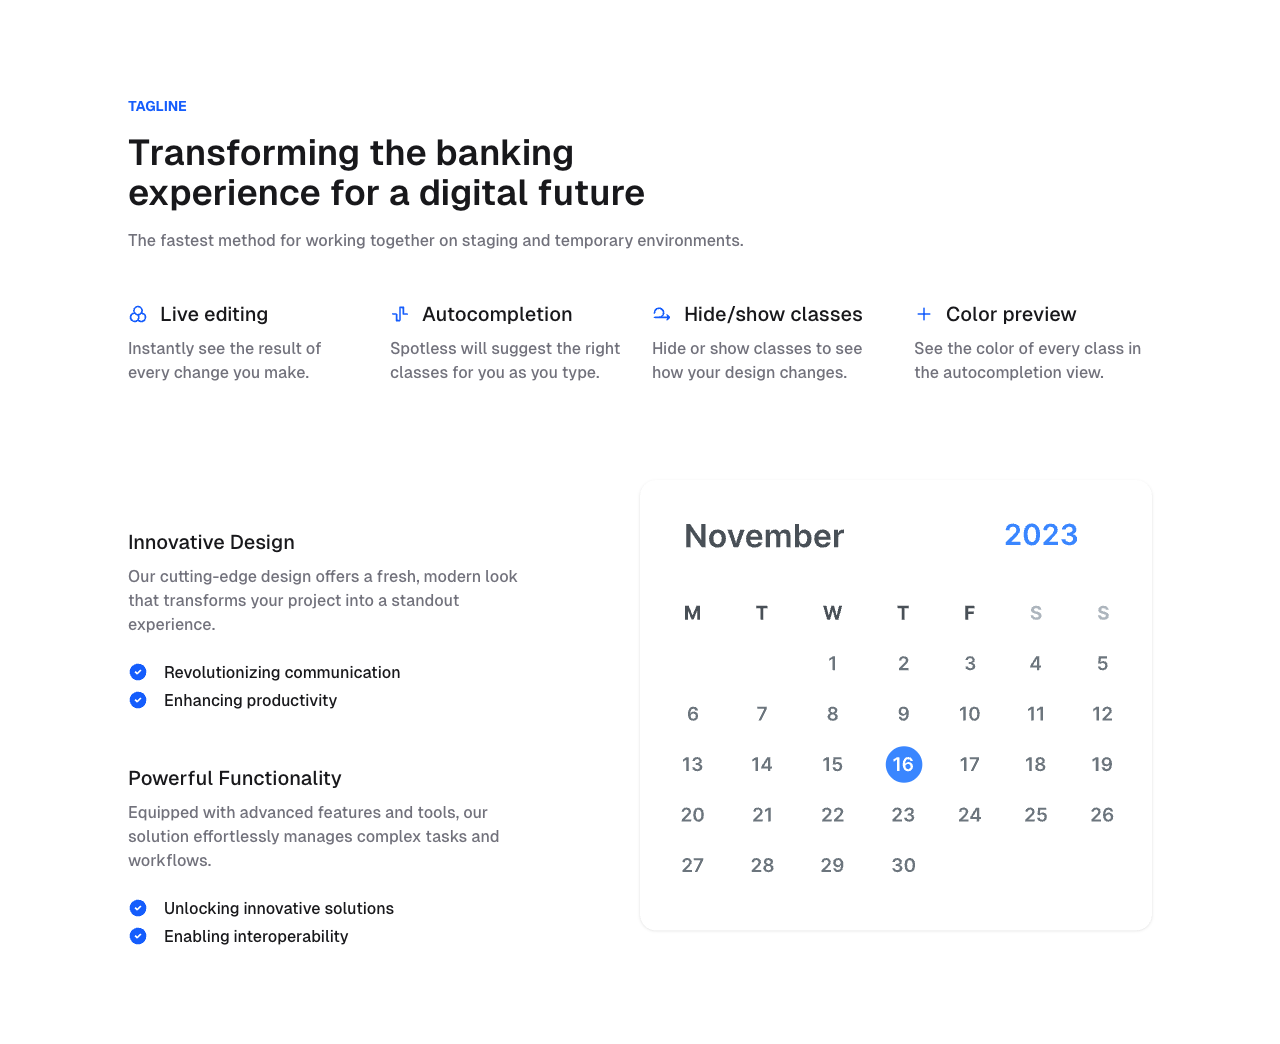 TAGLINE
Transforming the banking
experience for a digital future
The fastest method for working together on staging and temporary environments.
Live editing
Instantly see the result of
every change you make.
Autocompletion
Spotless will suggest the right
classes for you as you type.
Hide/show classes
Hide or show classes to see
how your design changes.
Color preview
See the color of every class in
the autocompletion view.
Innovative Design
Our cutting-edge design offers a fresh, modern look
that transforms your project into a standout
experience.
Revolutionizing communication
Enhancing productivity
Powerful Functionality
Equipped with advanced features and tools, our
solution effortlessly manages complex tasks and
workflows.
Unlocking innovative solutions
Enabling interoperability
November 2023
M T W T F S S
1 2 3 4 5
6 7 8 9 10 11 12
13 14 15 16 17 18 19
20 21 22 23 24 25 26
27 28 29 30